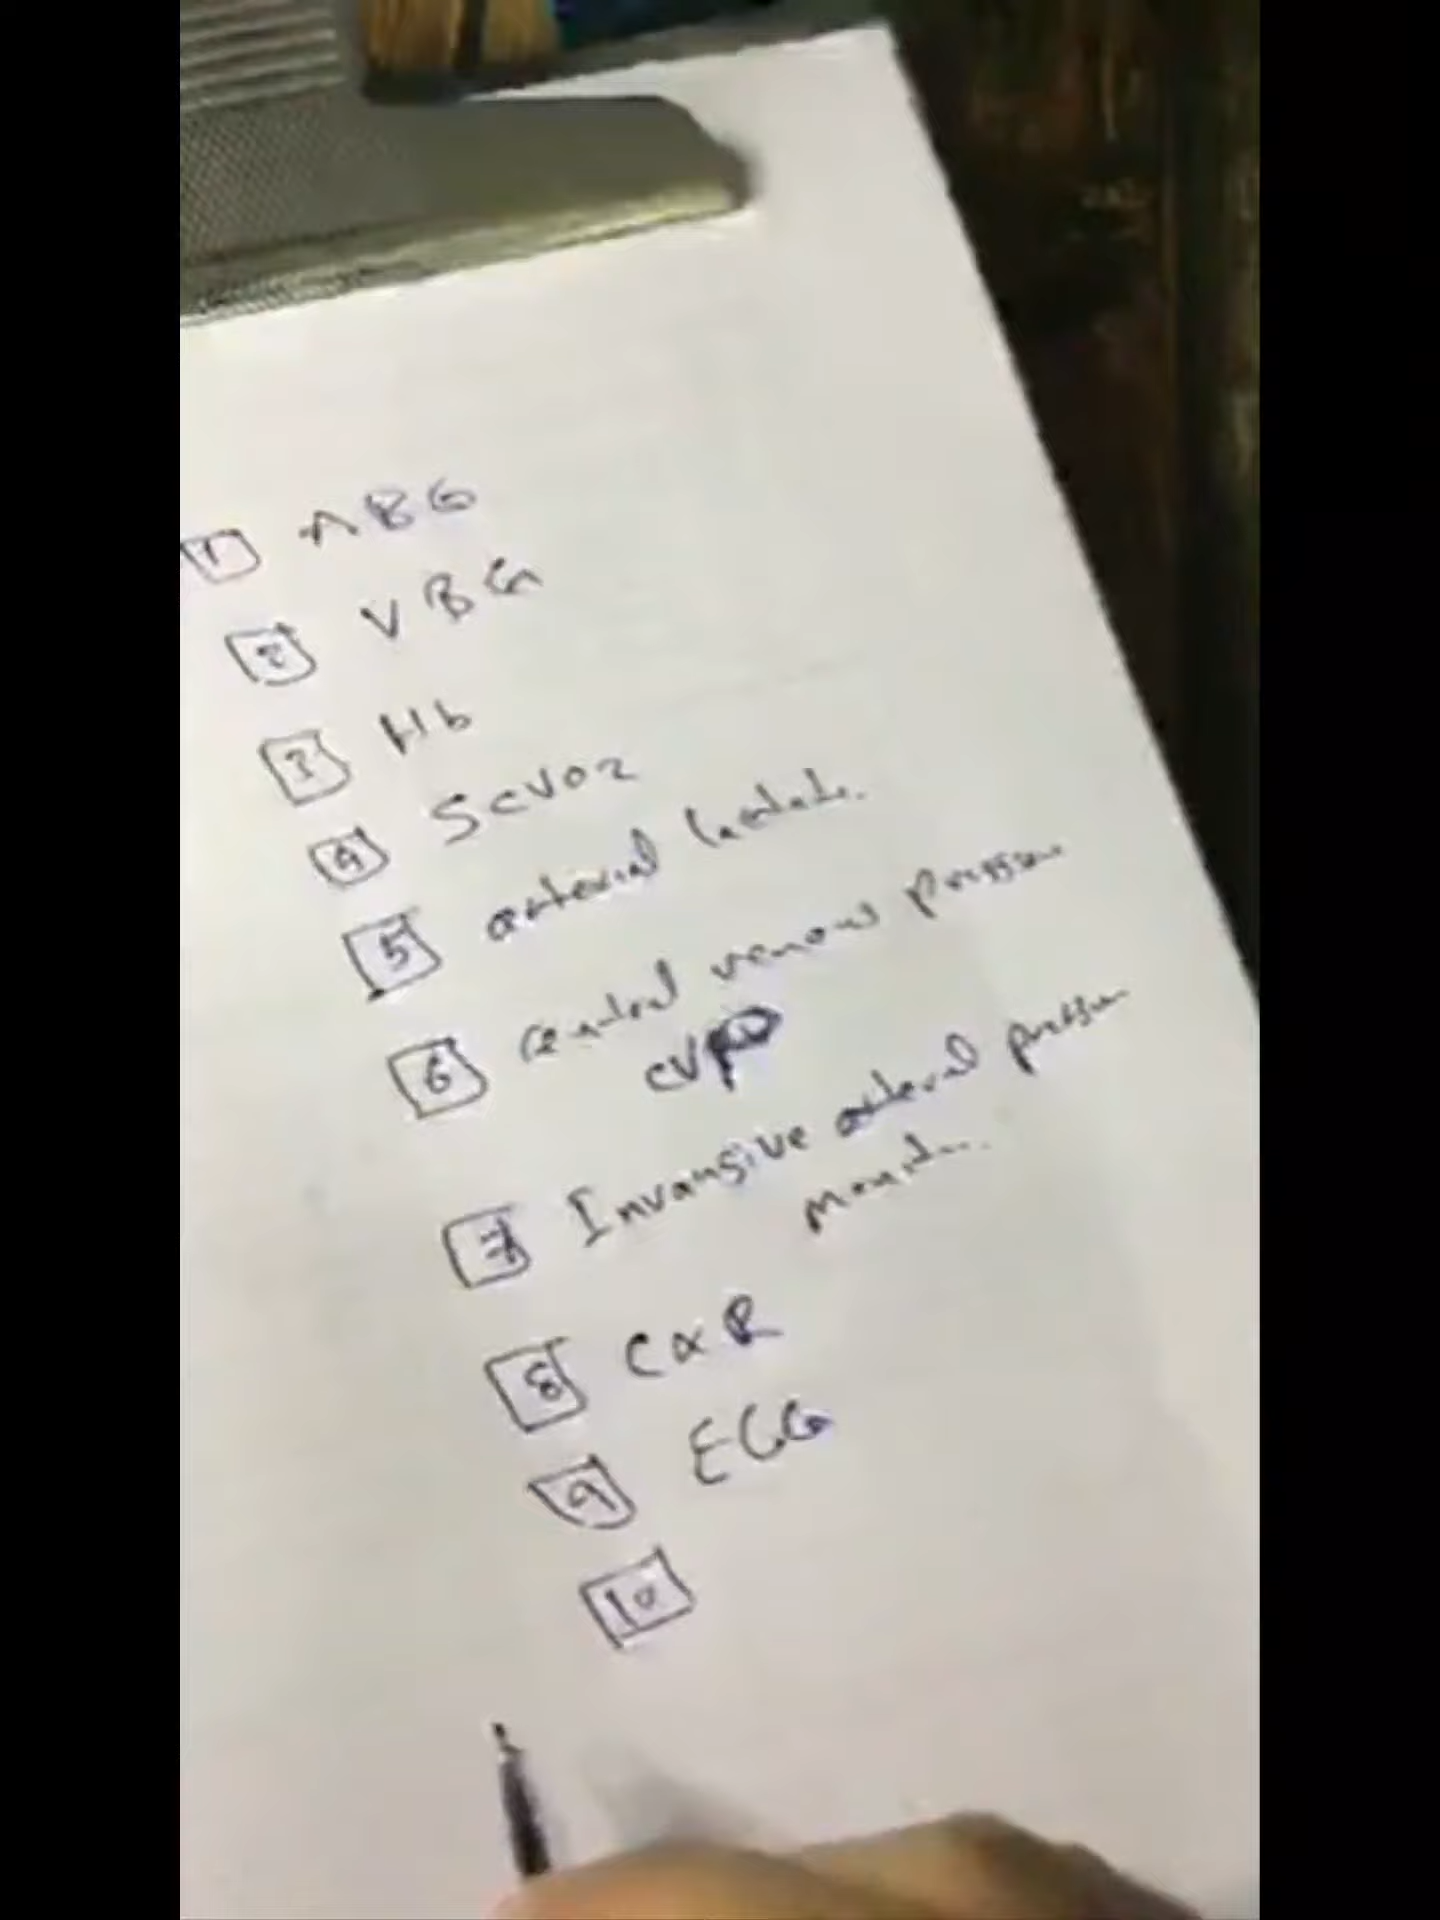 1 ABG
2 VBG
3 Hb
4 Scvo2
5 arterial lactate.
6 central venous pressure
CVP
7 Invansive arterial pressure
monitor.
8 CXR
9 ECG
10